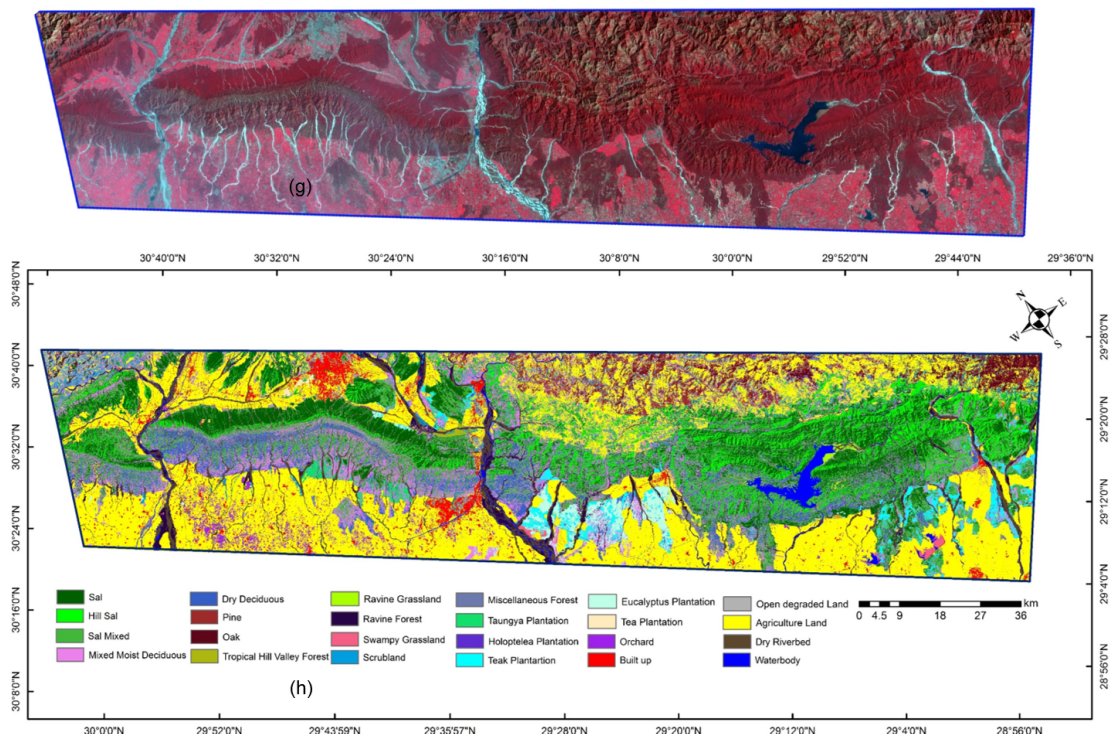 (g)
30°40'0"N 30°32'0"N 30°24'0"N 30°16'0"N 30°8'0"N 30°0'0"N 29°52'0"N 29°44'0"N 29°36'0"N
30°48'0"N
30°40'0"N
30°32'0"N
30°24'0"N
30°16'0"N
30°8'0"N
N
E
W
S
29°28'0"N
29°20'0"N
29°12'0"N
29°4'0"N
28°56'0"N
Sal
Hill Sal
Sal Mixed
Mixed Moist Deciduous
Dry Deciduous
Pine
Oak
Tropical Hill Valley Forest
Ravine Grassland
Ravine Forest
Swampy Grassland
Scrubland
Miscellaneous Forest
Taungya Plantation
Holoptelea Plantation
Teak Plantartion
Eucalyptus Plantation
Tea Plantation
Orchard
Built up
Open degraded Land
Agriculture Land
Dry Riverbed
Waterbody
km
0 4.5 9 18 27 36
(h)
30°0'0"N 29°52'0"N 29°43'59"N 29°35'57"N 29°28'0"N 29°20'0"N 29°12'0"N 29°4'0"N 28°56'0"N